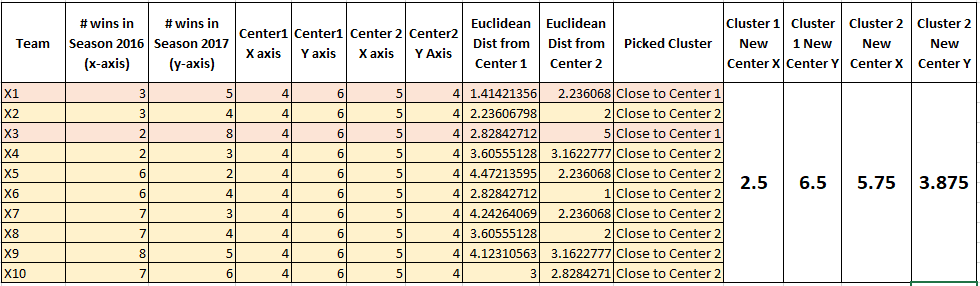 Team | # wins in Season 2016 (x-axis) | # wins in Season 2017 (y-axis) | Center1 X axis | Center1 Y axis | Center 2 X axis | Center2 Y Axis | Euclidean Dist from Center 1 | Euclidean Dist from Center 2 | Picked Cluster | Cluster 1 New Center X | Cluster 1 New Center Y | Cluster 2 New Center X | Cluster 2 New Center Y
X1 3 5 4 6 5 4 1.41421356 2.236068 Close to Center 1
X2 3 4 4 6 5 4 2.23606798 2 Close to Center 2
X3 2 8 4 6 5 4 2.82842712 5 Close to Center 1
X4 2 3 4 6 5 4 3.60555128 3.1622777 Close to Center 2
X5 6 2 4 6 5 4 4.47213595 2.236068 Close to Center 2
2.5 6.5 5.75 3.875
X6 6 4 4 6 5 4 2.82842712 1 Close to Center 2
X7 7 3 4 6 5 4 4.24264069 2.236068 Close to Center 2
X8 7 4 4 6 5 4 3.60555128 2 Close to Center 2
X9 8 5 4 6 5 4 4.12310563 3.1622777 Close to Center 2
X10 7 6 4 6 5 4 3 2.8284271 Close to Center 2